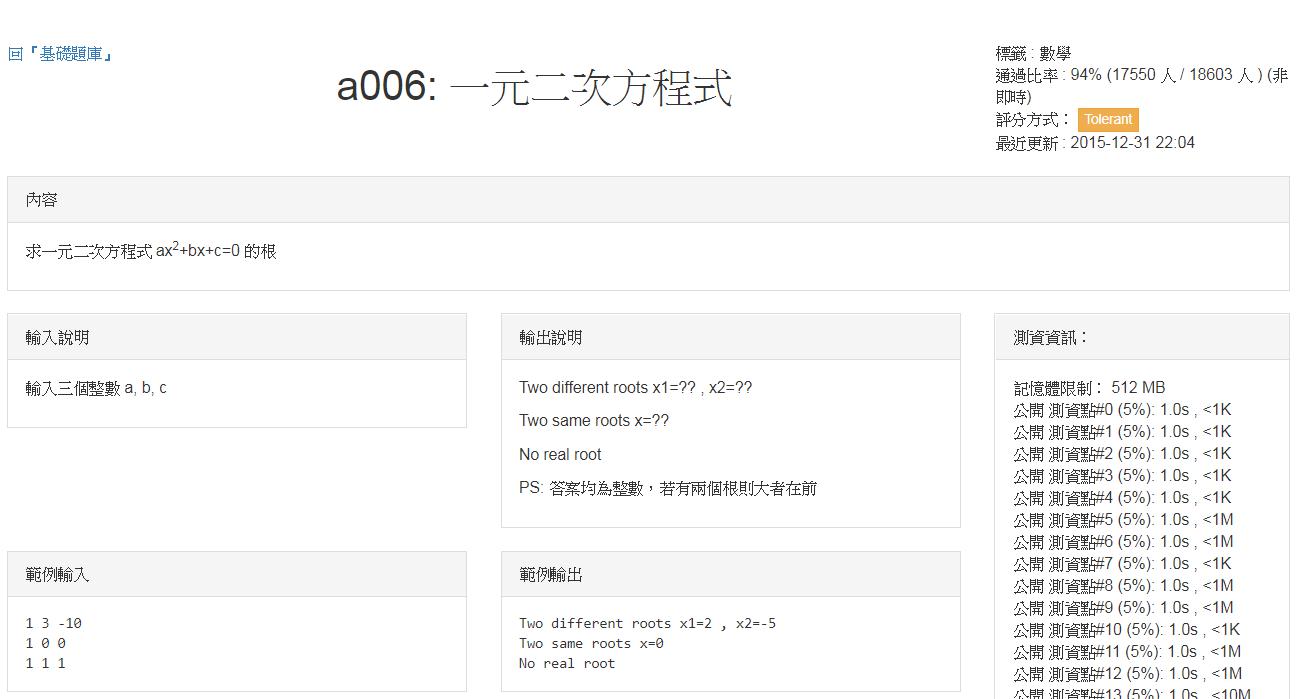 回『基礎題庫』
a006: 一元二次方程式
標籤 : 數學
通過比率 : 94% (17550 人 / 18603 人 ) (非
即時)
評分方式： Tolerant
最近更新 : 2015-12-31 22:04
內容
求一元二次方程式 ax²+bx+c=0 的根
輸入說明
輸入三個整數 a, b, c
輸出說明
Two different roots x1=?? , x2=??
Two same roots x=??
No real root
PS: 答案均為整數，若有兩個根則大者在前
範例輸入
1 3 -10
1 0 0
1 1 1
範例輸出
Two different roots x1=2 , x2=-5
Two same roots x=0
No real root
測資資訊：
記憶體限制： 512 MB
公開 測資點#0 (5%): 1.0s , <1K
公開 測資點#1 (5%): 1.0s , <1K
公開 測資點#2 (5%): 1.0s , <1K
公開 測資點#3 (5%): 1.0s , <1K
公開 測資點#4 (5%): 1.0s , <1K
公開 測資點#5 (5%): 1.0s , <1M
公開 測資點#6 (5%): 1.0s , <1M
公開 測資點#7 (5%): 1.0s , <1K
公開 測資點#8 (5%): 1.0s , <1M
公開 測資點#9 (5%): 1.0s , <1M
公開 測資點#10 (5%): 1.0s , <1K
公開 測資點#11 (5%): 1.0s , <1M
公開 測資點#12 (5%): 1.0s , <1M
公開 測資點#13 (5%): 1.0s , <10M